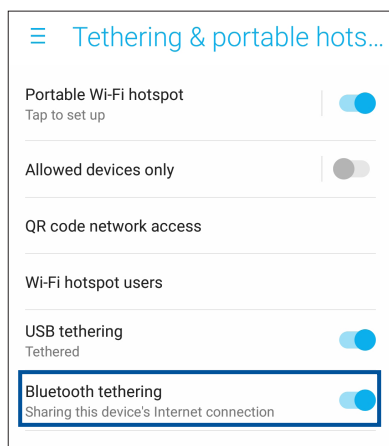 Tethering & portable hots...
Portable Wi-Fi hotspot
Tap to set up
Allowed devices only
QR code network access
Wi-Fi hotspot users
USB tethering
Tethered
Bluetooth tethering
Sharing this device's Internet connection